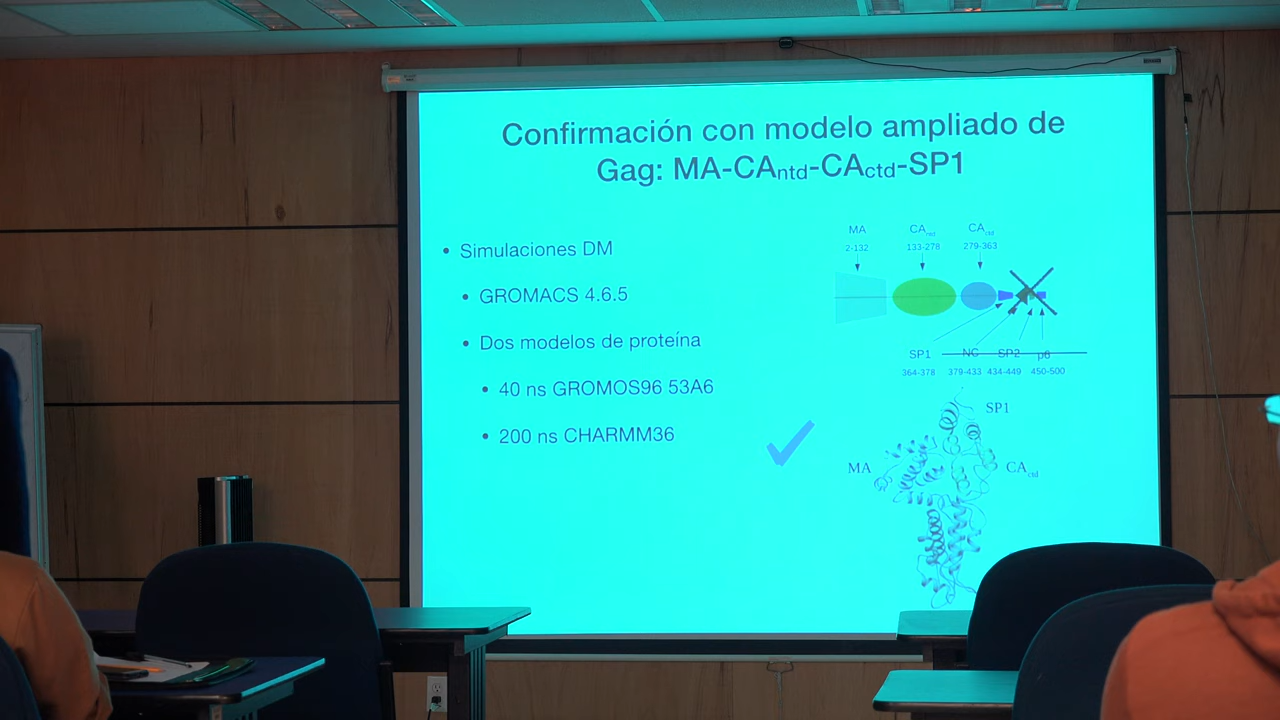 Confirmación con modelo ampliado de
Gag: MA-CAntd-CActd-SP1
• Simulaciones DM
• GROMACS 4.6.5
• Dos modelos de proteína
• 40 ns GROMOS96 53A6
• 200 ns CHARMM36
MA CAntd CActd
2-132 133-278 279-363
SP1 NC SP2 p6
364-378 379-433 434-449 450-500
SP1
MA CActd